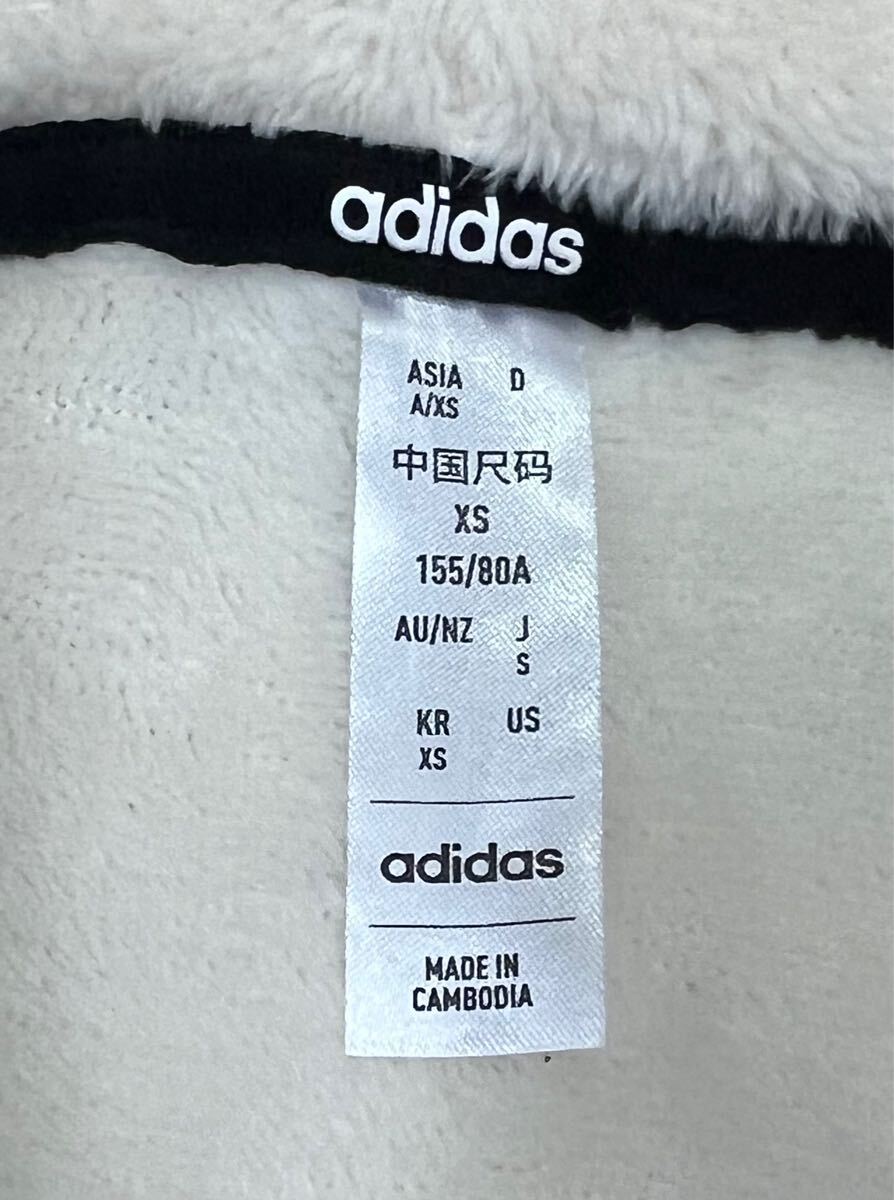 adidas
ASIA D
A/XS
中国尺码
XS
155/80A
AU/NZ J
S
KR US
XS
adidas
MADE IN
CAMBODIA